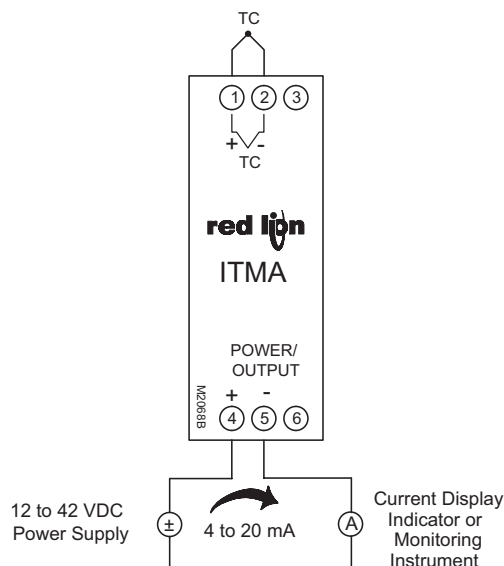 TC
1 2 3
+ -
TC
red lion
ITMA
POWER/
OUTPUT
M2068B
+ -
4 5 6
12 to 42 VDC
Power Supply
±
4 to 20 mA
A
Current Display
Indicator or
Monitoring
Instrument